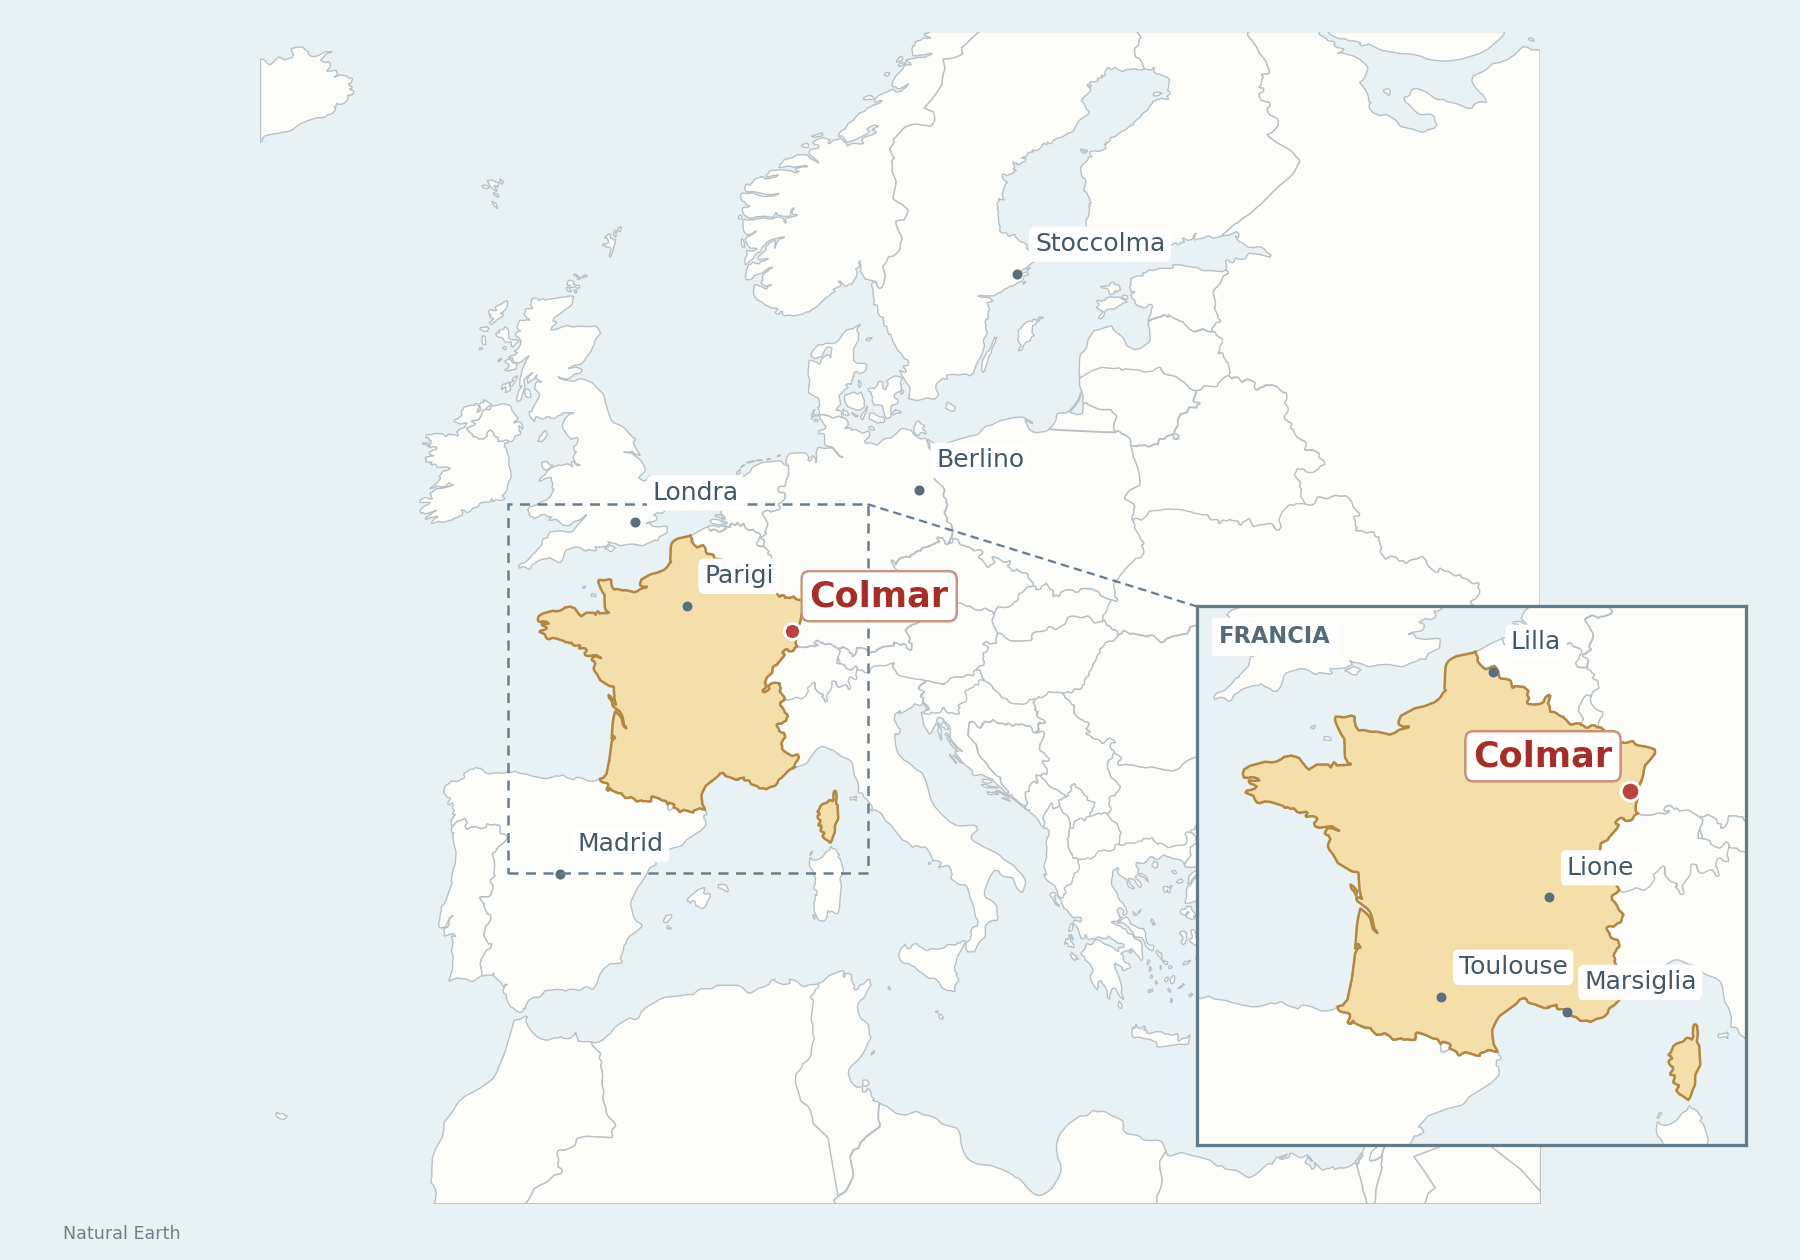 Stoccolma
Berlino
Londra
Parigi
Colmar
Madrid
FRANCIA
Lilla
Colmar
Lione
Toulouse
Marsiglia
Natural Earth